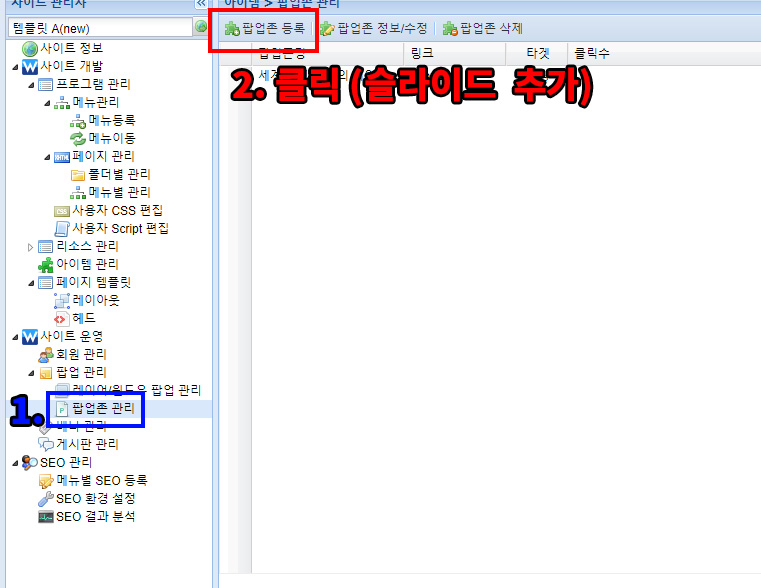 사이트 관리자
아이템 > 팝업존 관리
템플릿 A(new)
팝업존 등록
팝업존 정보/수정
팝업존 삭제
팝업존명
링크
타겟
클릭수
2. 클릭 (슬라이드 추가)
사이트 정보
사이트 개발
프로그램 관리
메뉴관리
메뉴등록
메뉴이동
페이지 관리
폴더별 관리
메뉴별 관리
사용자 CSS 편집
사용자 Script 편집
리소스 관리
아이템 관리
페이지 템플릿
레이아웃
헤드
사이트 운영
회원 관리
팝업 관리
레이어/윈도우 팝업 관리
1.
팝업존 관리
배너 관리
게시판 관리
SEO 관리
메뉴별 SEO 등록
SEO 환경 설정
SEO 결과 분석